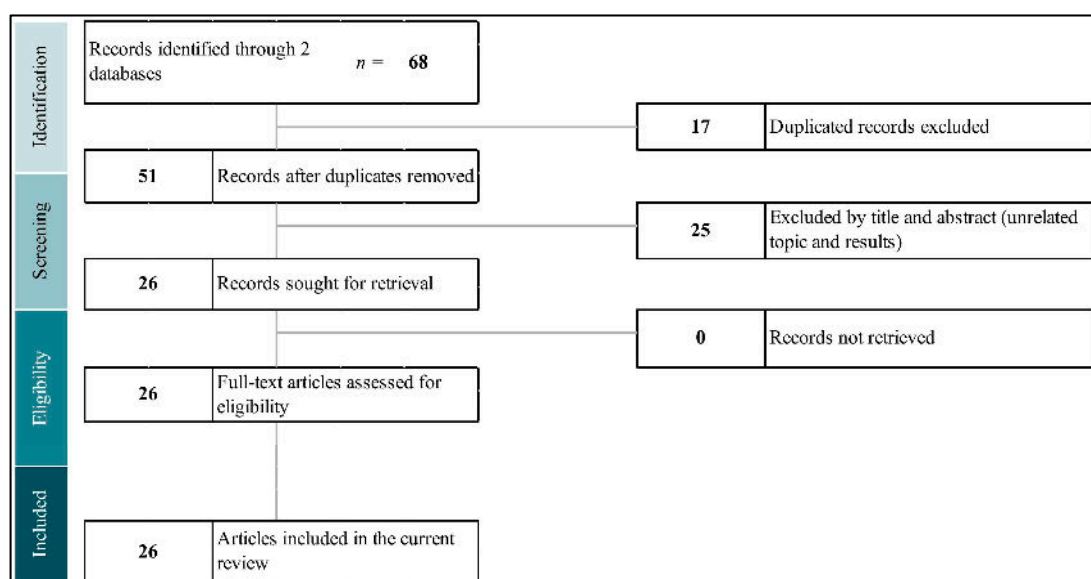 Identification
Records identified through 2
databases
n = 68
17 Duplicated records excluded
51 Records after duplicates removed
Screening
25 Excluded by title and abstract (unrelated
topic and results)
26 Records sought for retrieval
0 Records not retrieved
Eligibility
26 Full-text articles assessed for
eligibility
Included
26 Articles included in the current
review